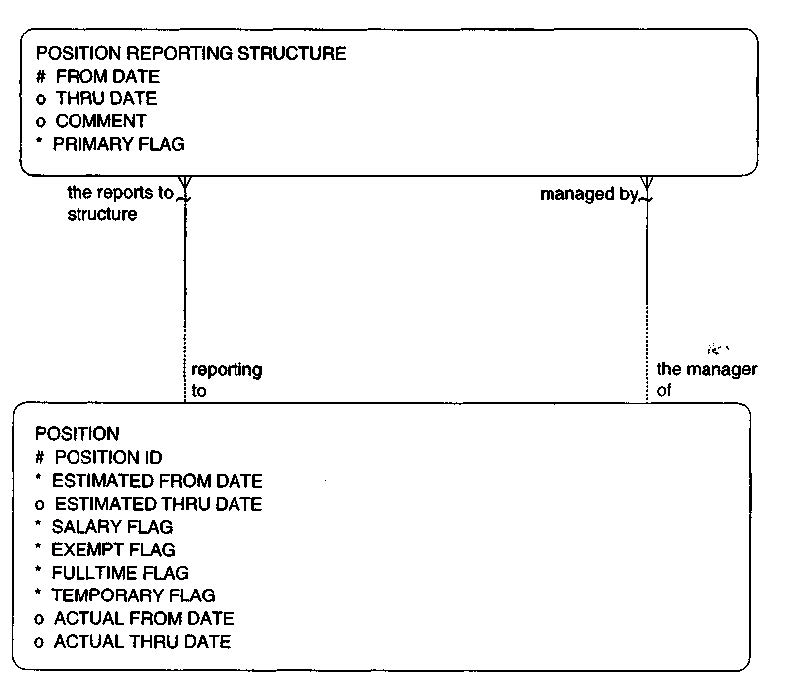 POSITION REPORTING STRUCTURE
# FROM DATE
o THRU DATE
o COMMENT
* PRIMARY FLAG
the reports to
structure
managed by
reporting
to
the manager
of
POSITION
# POSITION ID
* ESTIMATED FROM DATE
o ESTIMATED THRU DATE
* SALARY FLAG
* EXEMPT FLAG
* FULLTIME FLAG
* TEMPORARY FLAG
o ACTUAL FROM DATE
o ACTUAL THRU DATE